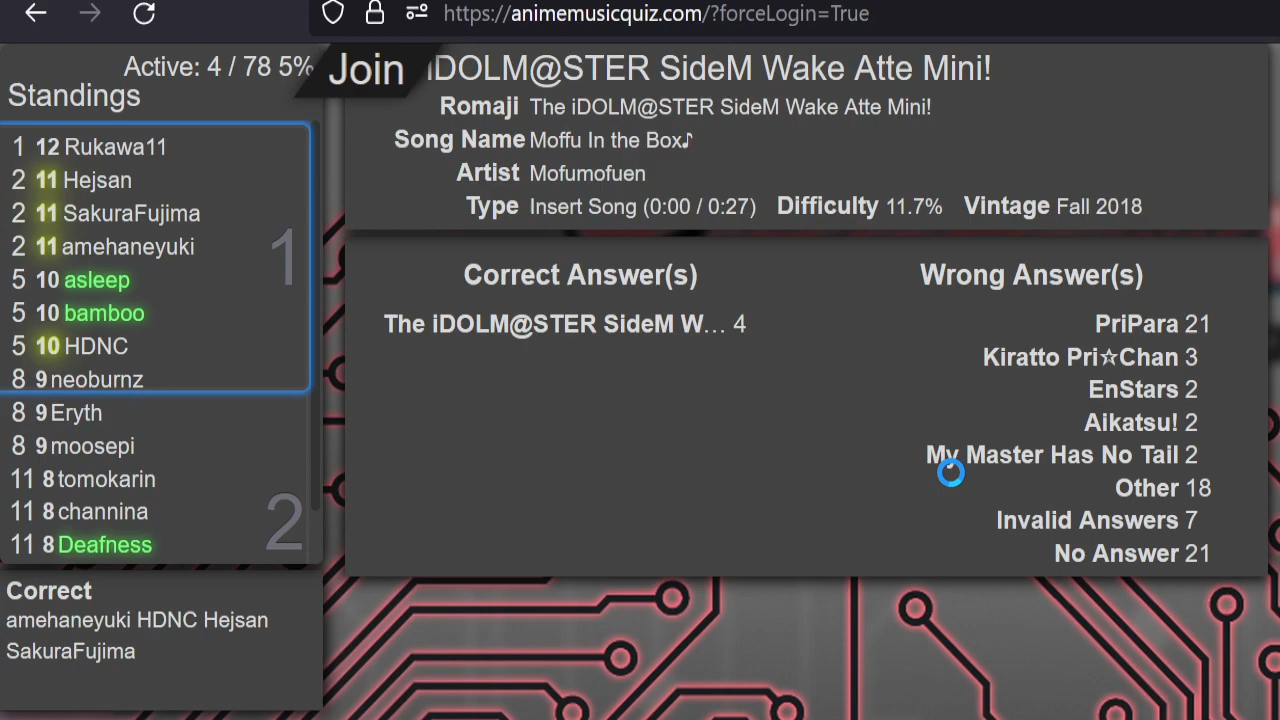 https://animemusicquiz.com/?forceLogin=True
Active: 4 / 78 5%
Join
Standings
1 12 Rukawa11
2 11 Hejsan
2 11 SakuraFujima
2 11 amehaneyuki
5 10 asleep
5 10 bamboo
5 10 HDNC
8 9 neoburnz
1
8 9 Eryth
8 9 moosepi
11 8 tomokarin
11 8 channina
11 8 Deafness
2
Correct
amehaneyuki HDNC Hejsan
SakuraFujima
iDOLM@STER SideM Wake Atte Mini!
Romaji The iDOLM@STER SideM Wake Atte Mini!
Song Name Moffu In the Box♪
Artist Mofumofuen
Type Insert Song (0:00 / 0:27) Difficulty 11.7% Vintage Fall 2018
Correct Answer(s)
The iDOLM@STER SideM W… 4
Wrong Answer(s)
PriPara 21
Kiratto Pri☆Chan 3
EnStars 2
Aikatsu! 2
My Master Has No Tail 2
Other 18
Invalid Answers 7
No Answer 21